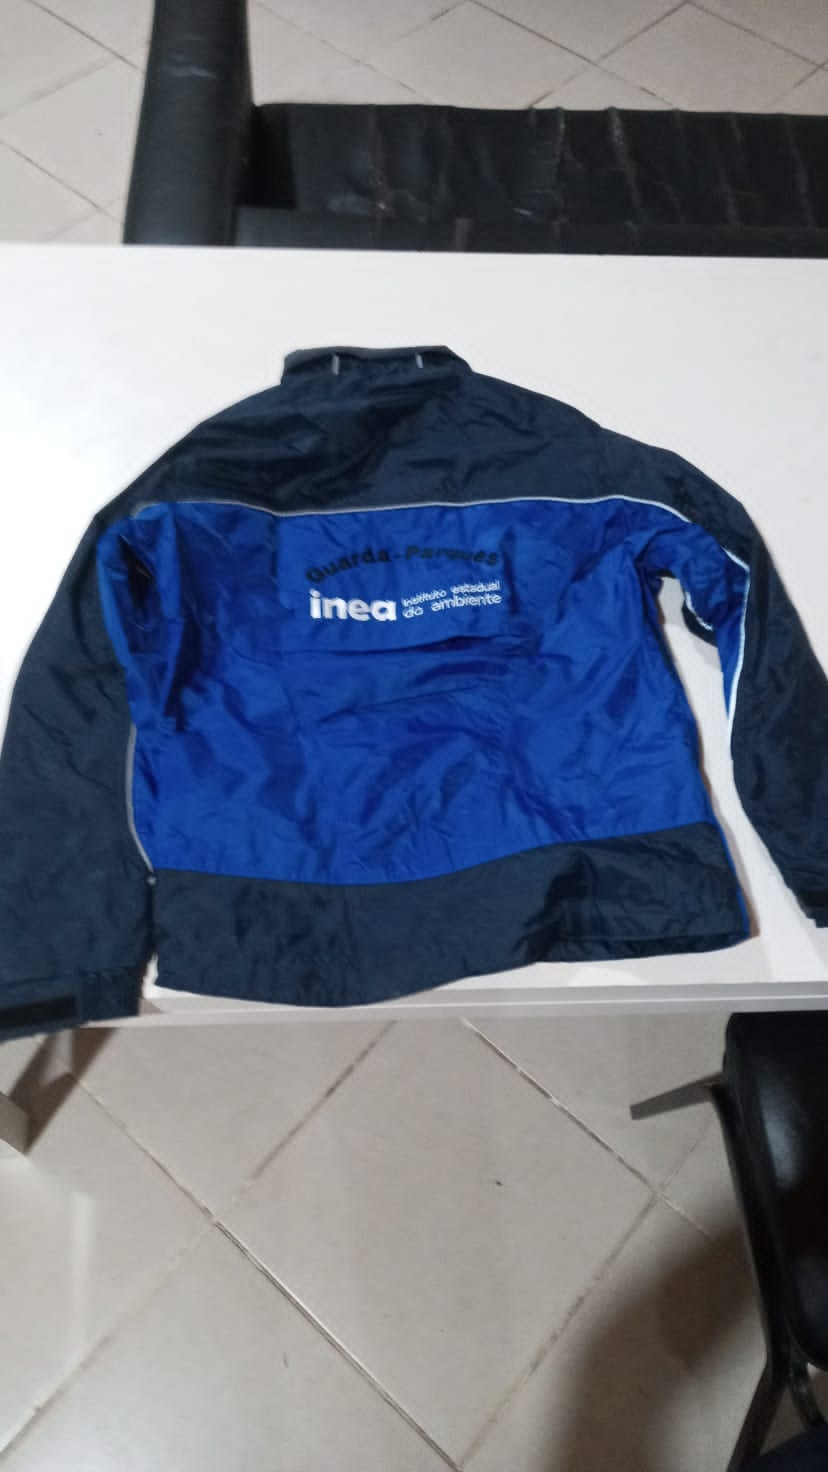 Guarda-Parques
inea instituto estadual
do ambiente